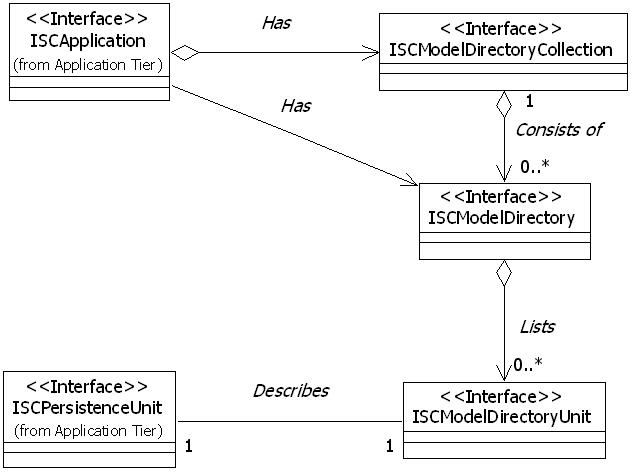 <<Interface>>
ISCApplication
(from Application Tier)
Has
<<Interface>>
ISCModelDirectoryCollection
1
Consists of
0..*
Has
<<Interface>>
ISCModelDirectory
Lists
0..*
<<Interface>>
ISCPersistenceUnit
(from Application Tier)
1
Describes
1
<<Interface>>
ISCModelDirectoryUnit